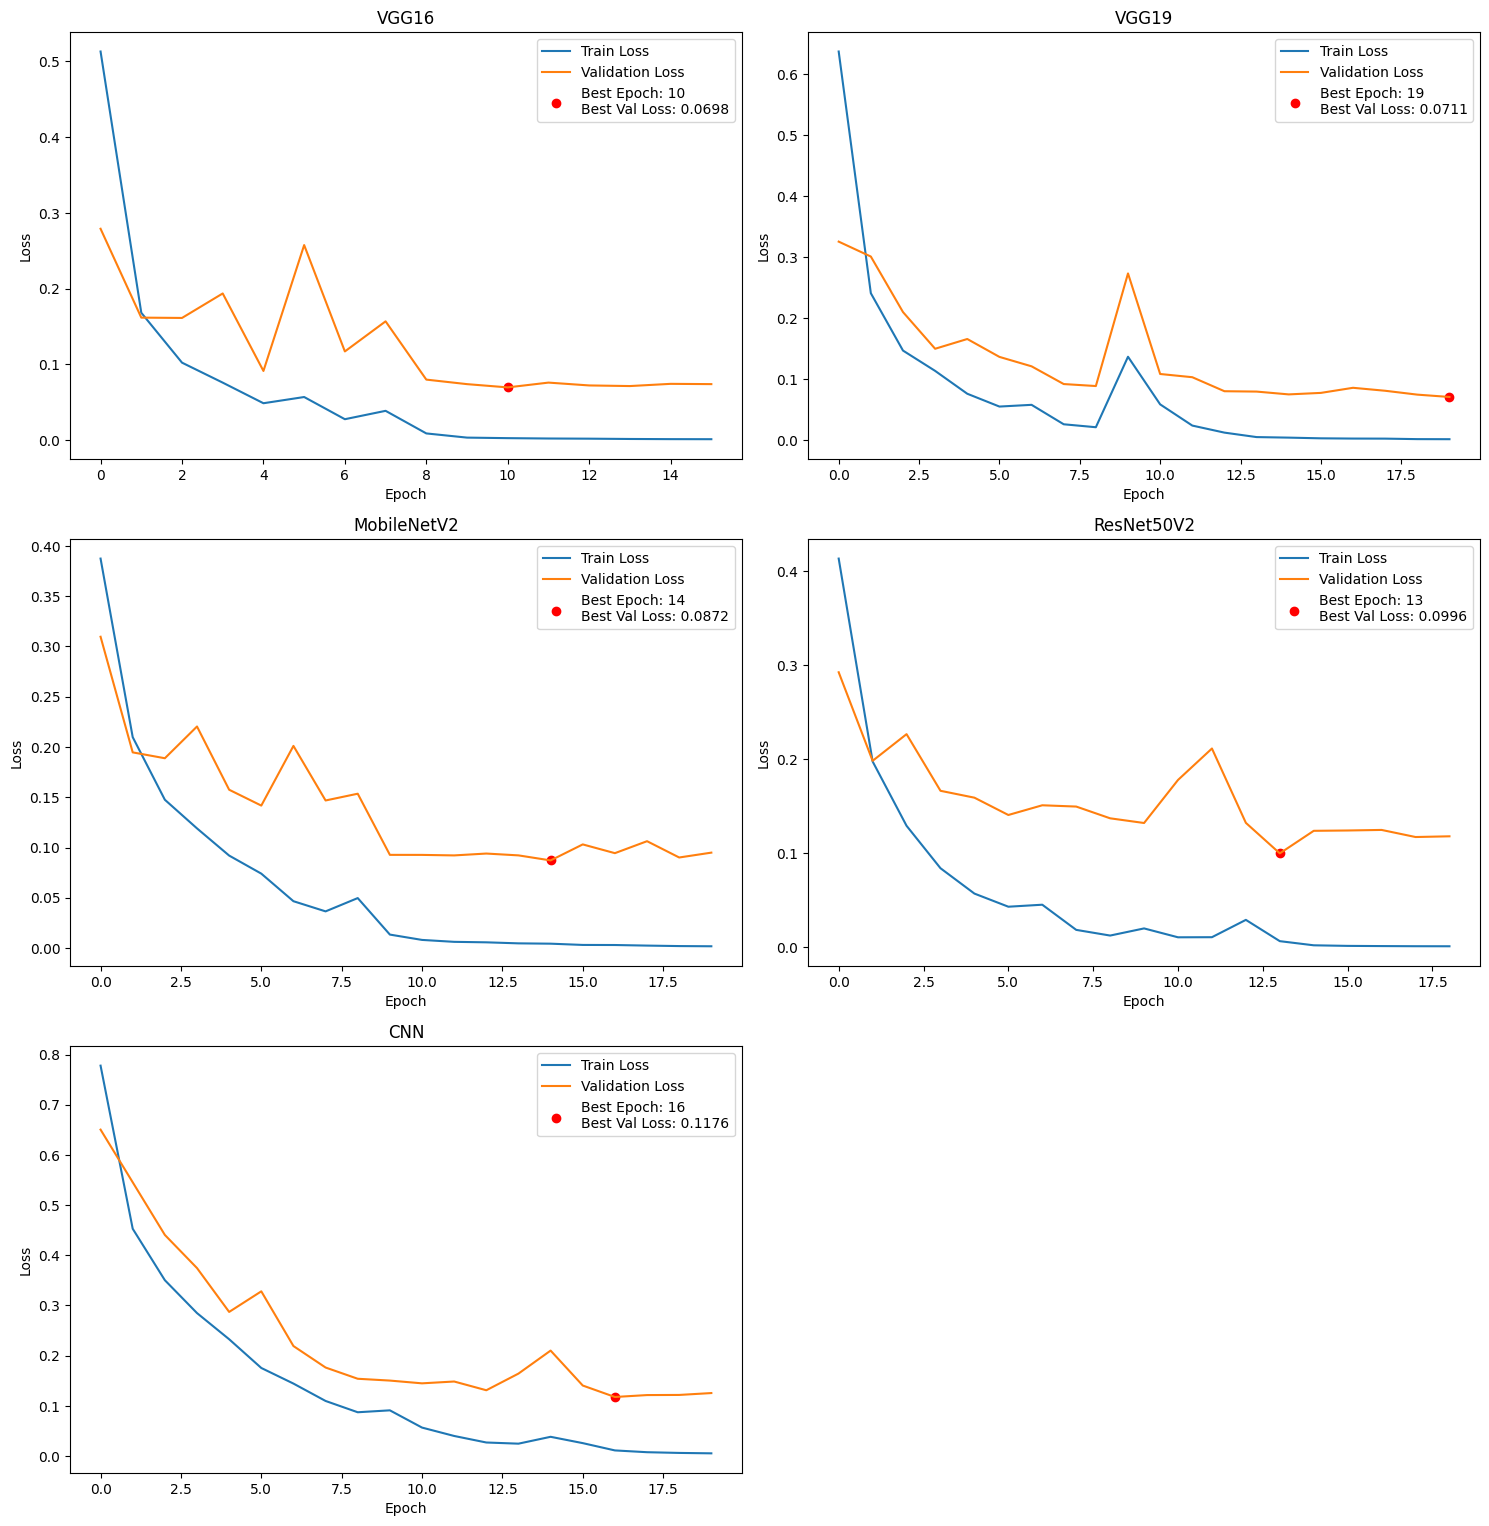 VGG16
Train Loss
Validation Loss
Best Epoch: 10
Best Val Loss: 0.0698
0.5
0.4
0.3
0.2
0.1
0.0
Loss
0 2 4 6 8 10 12 14
Epoch
VGG19
Train Loss
Validation Loss
Best Epoch: 19
Best Val Loss: 0.0711
0.6
0.5
0.4
0.3
0.2
0.1
0.0
Loss
0.0 2.5 5.0 7.5 10.0 12.5 15.0 17.5
Epoch
MobileNetV2
Train Loss
Validation Loss
Best Epoch: 14
Best Val Loss: 0.0872
0.40
0.35
0.30
0.25
0.20
0.15
0.10
0.05
0.00
Loss
0.0 2.5 5.0 7.5 10.0 12.5 15.0 17.5
Epoch
ResNet50V2
Train Loss
Validation Loss
Best Epoch: 13
Best Val Loss: 0.0996
0.4
0.3
0.2
0.1
0.0
Loss
0.0 2.5 5.0 7.5 10.0 12.5 15.0 17.5
Epoch
CNN
Train Loss
Validation Loss
Best Epoch: 16
Best Val Loss: 0.1176
0.8
0.7
0.6
0.5
0.4
0.3
0.2
0.1
0.0
Loss
0.0 2.5 5.0 7.5 10.0 12.5 15.0 17.5
Epoch